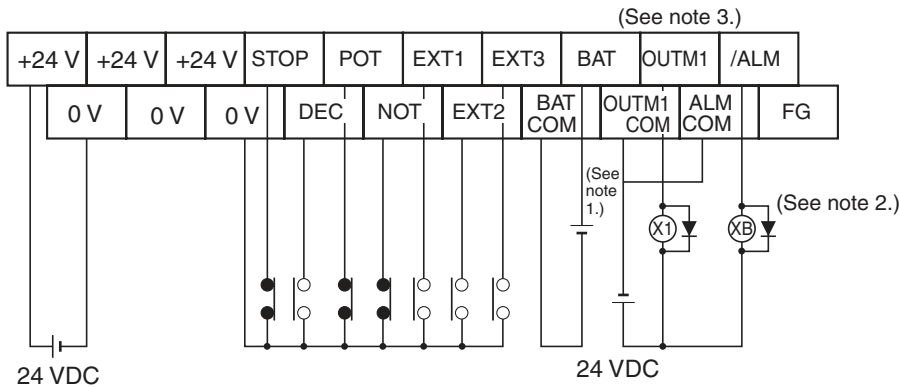 (See note 3.)
+24 V +24 V +24 V STOP POT EXT1 EXT3 BAT OUTM1 /ALM
0 V 0 V 0 V DEC NOT EXT2 BAT COM OUTM1 COM ALM COM FG
(See
note
1.)
X1
XB
(See note 2.)
24 VDC
24 VDC